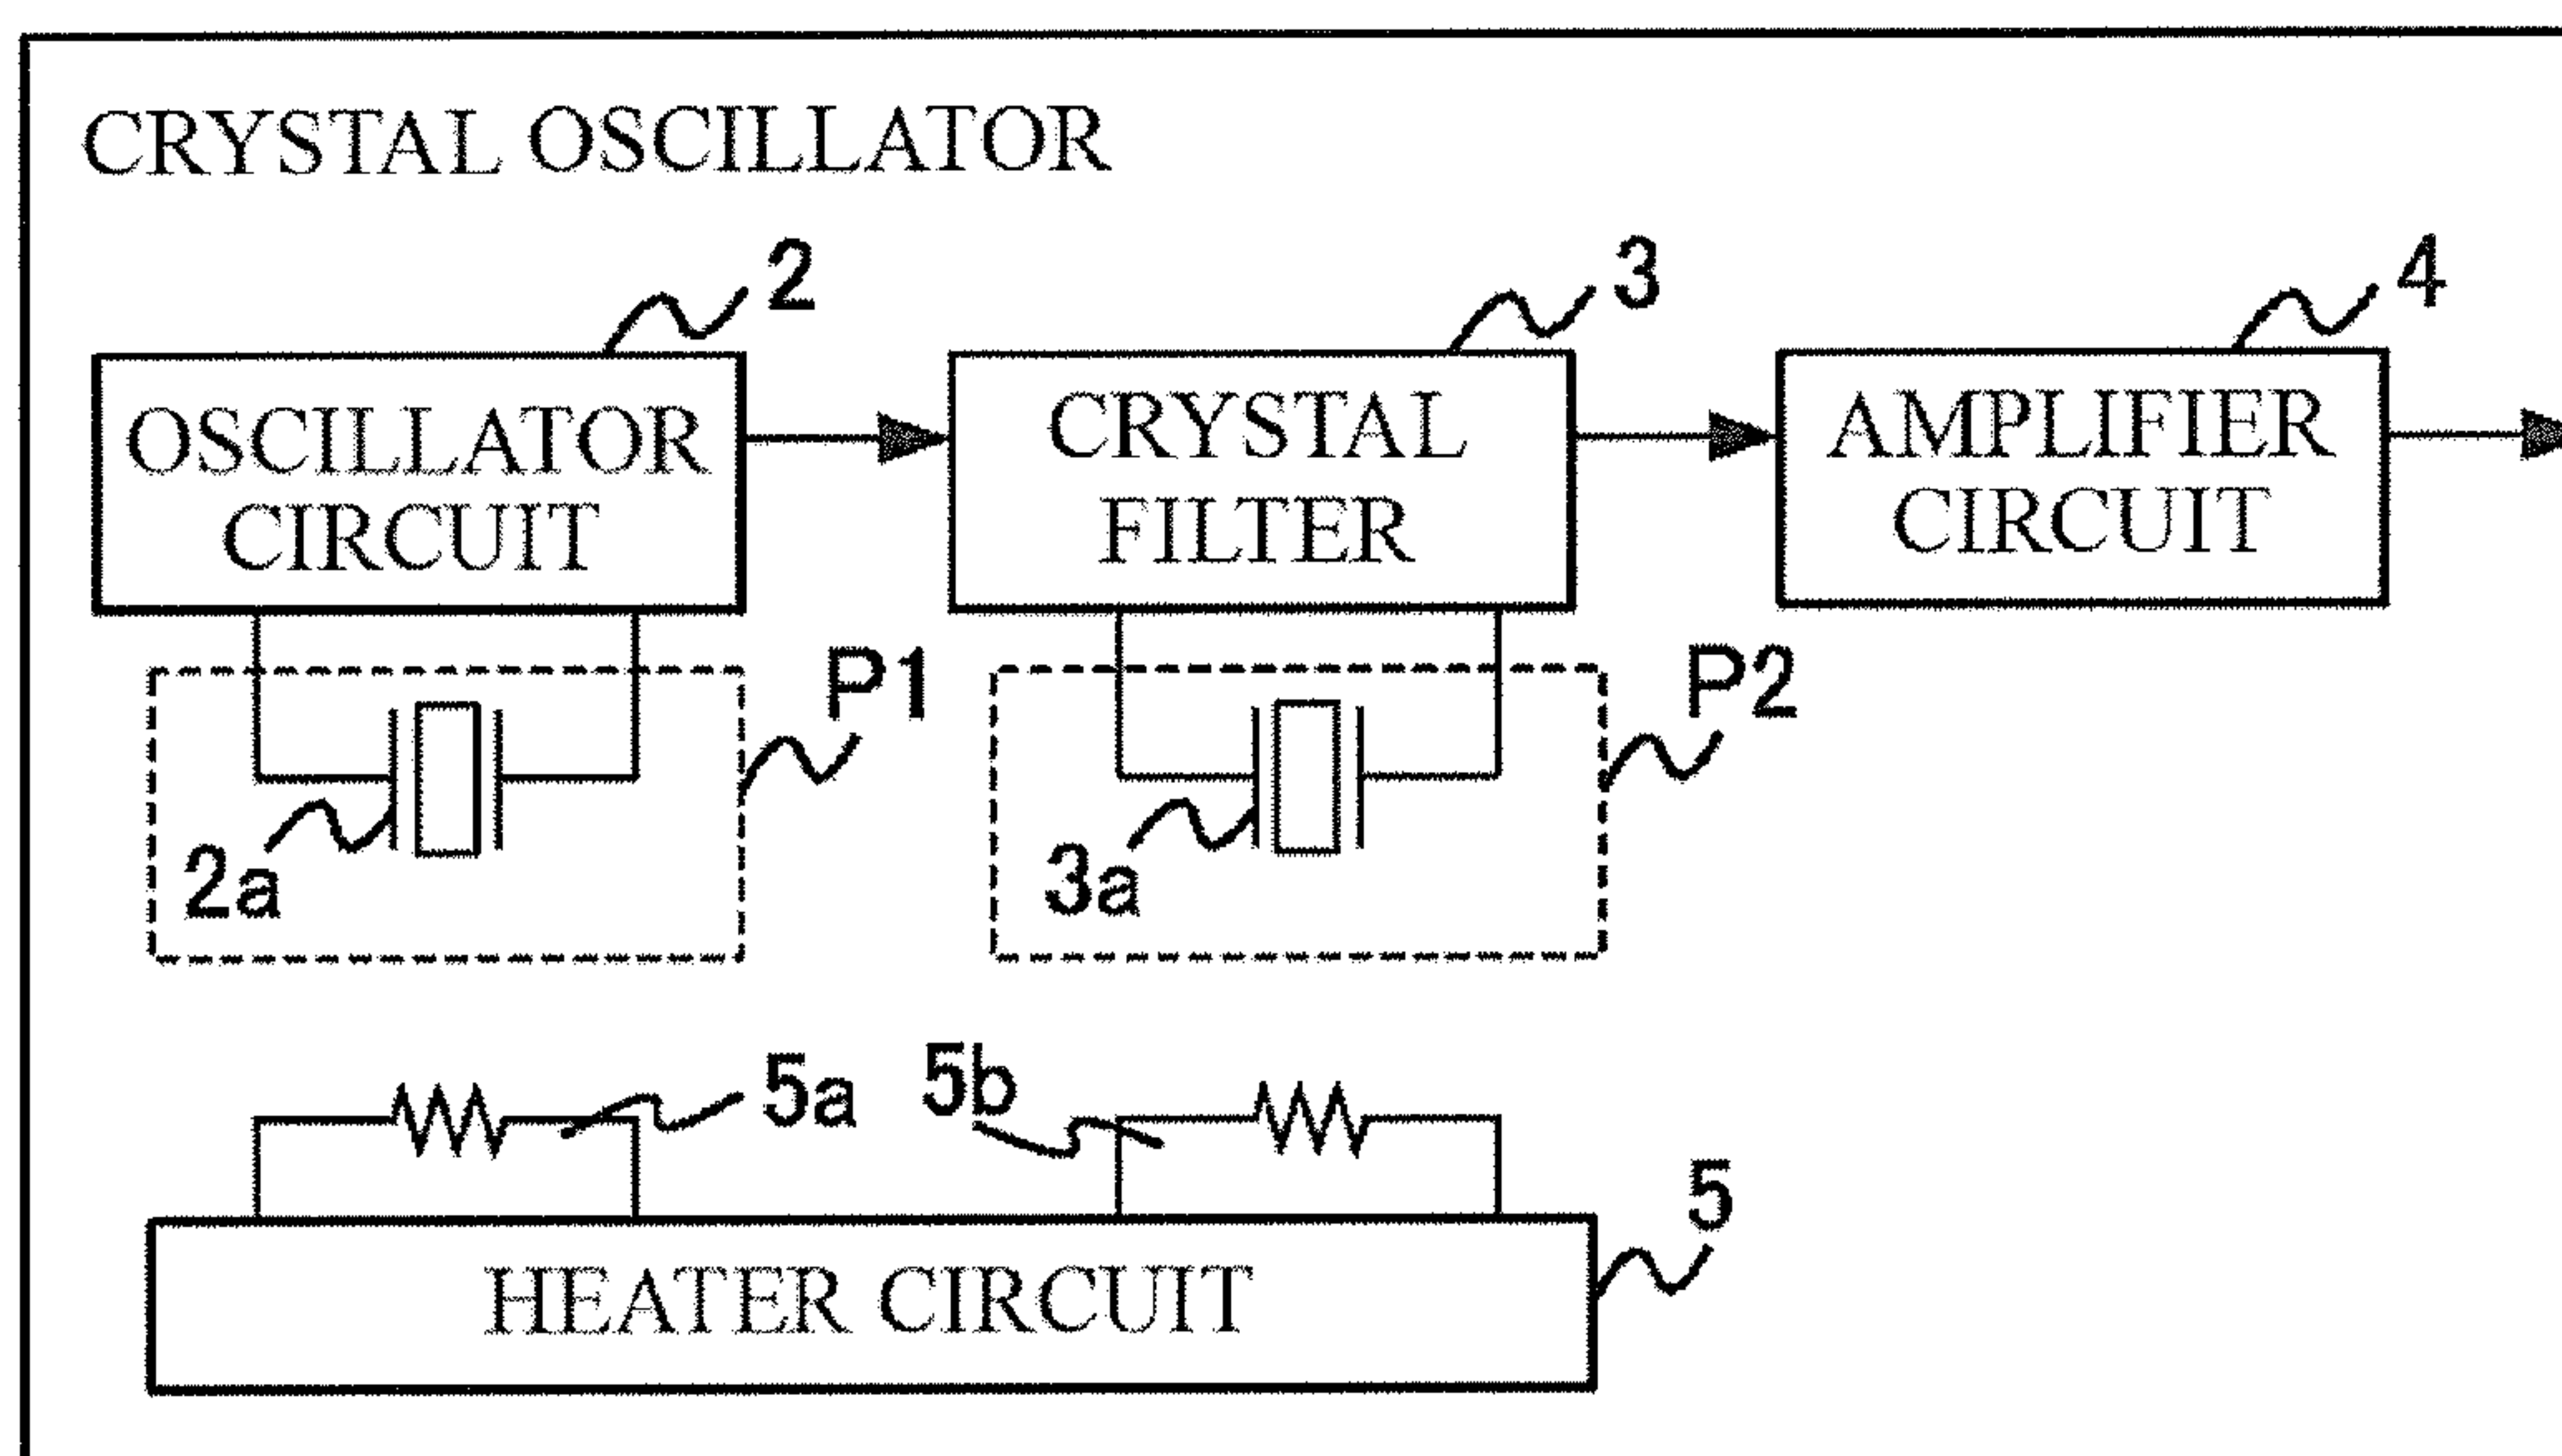 CRYSTAL OSCILLATOR
2
3
4
OSCILLATOR
CIRCUIT
CRYSTAL
FILTER
AMPLIFIER
CIRCUIT
P1
P2
2a
3a
5a
5b
5
HEATER CIRCUIT